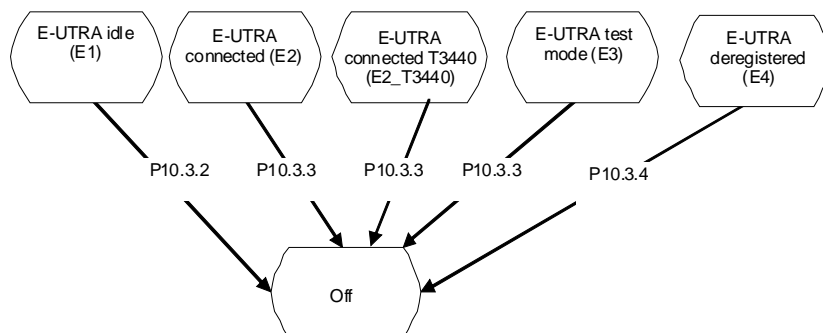 E-UTRA idle
(E1)
E-UTRA
connected (E2)
E-UTRA
connected T3440
(E2_T3440)
E-UTRA test
mode (E3)
E-UTRA
deregistered
(E4)
P10.3.2
P10.3.3
P10.3.3
P10.3.3
P10.3.4
Off